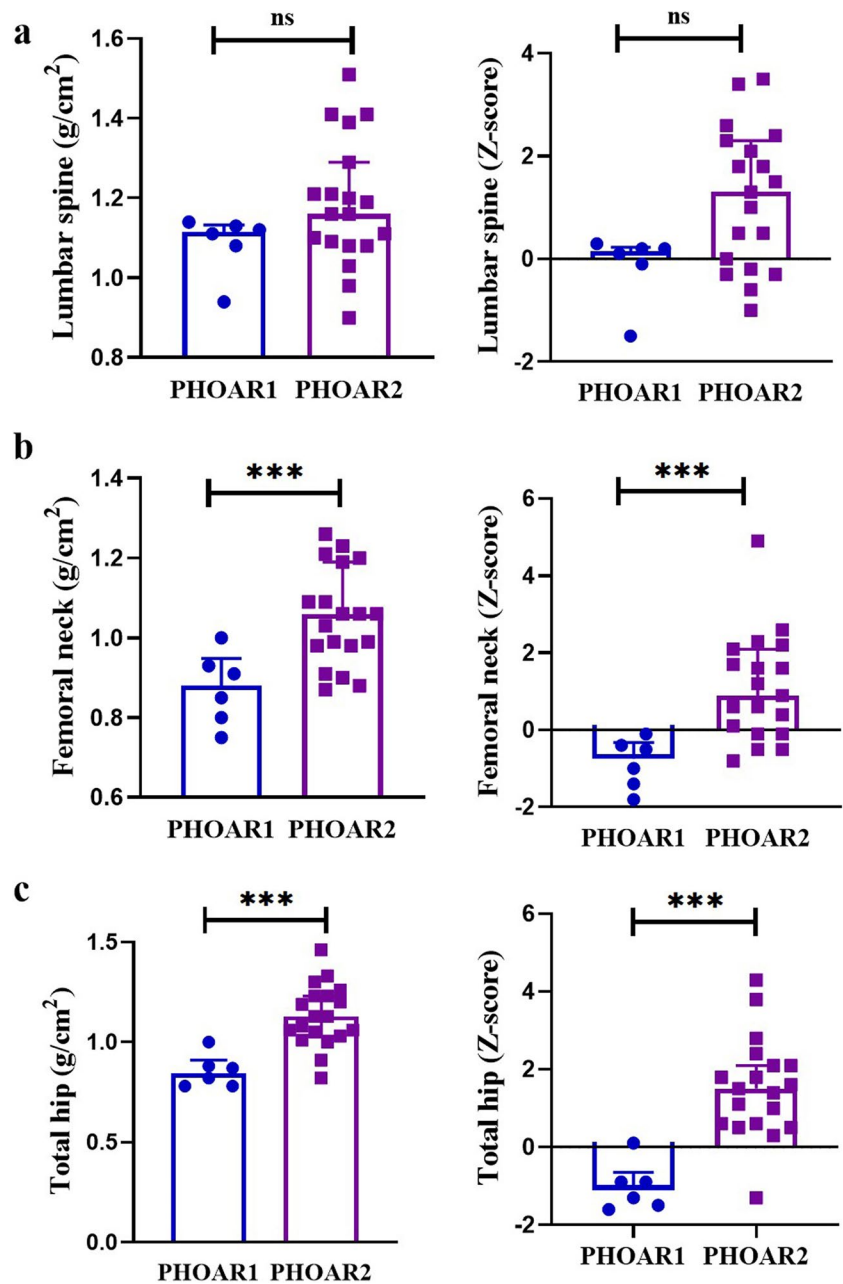 a
ns
Lumbar spine (g/cm²)
1.6
1.4
1.2
1.0
0.8
PHOAR1 PHOAR2
ns
Lumbar spine (Z-score)
4
2
0
-2
PHOAR1 PHOAR2
b
***
Femoral neck (g/cm²)
1.4
1.2
1.0
0.8
0.6
PHOAR1 PHOAR2
***
Femoral neck (Z-score)
6
4
2
0
-2
PHOAR1 PHOAR2
c
***
Total hip (g/cm²)
1.5
1.0
0.5
0.0
PHOAR1 PHOAR2
***
Total hip (Z-score)
6
4
2
0
-2
PHOAR1 PHOAR2